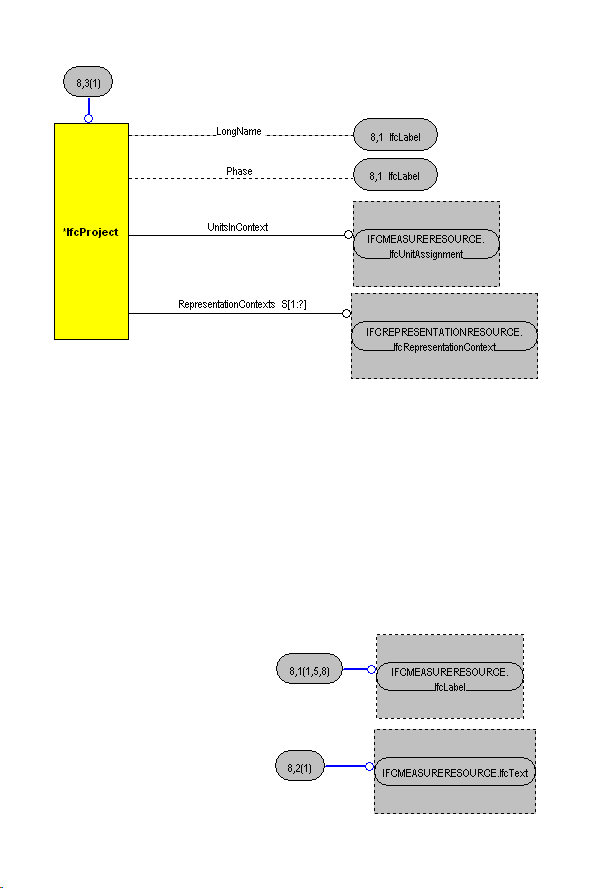 8,3(1)
LongName
8,1 IfcLabel
Phase
8,1 IfcLabel
*IfcProject
UnitsInContext
IFCMEASURERESOURCE.
IfcUnitAssignment
RepresentationContexts S[1:?]
IFCREPRESENTATIONRESOURCE.
IfcRepresentationContext
8,1(1,5,8)
IFCMEASURERESOURCE.
IfcLabel
8,2(1)
IFCMEASURERESOURCE.IfcText